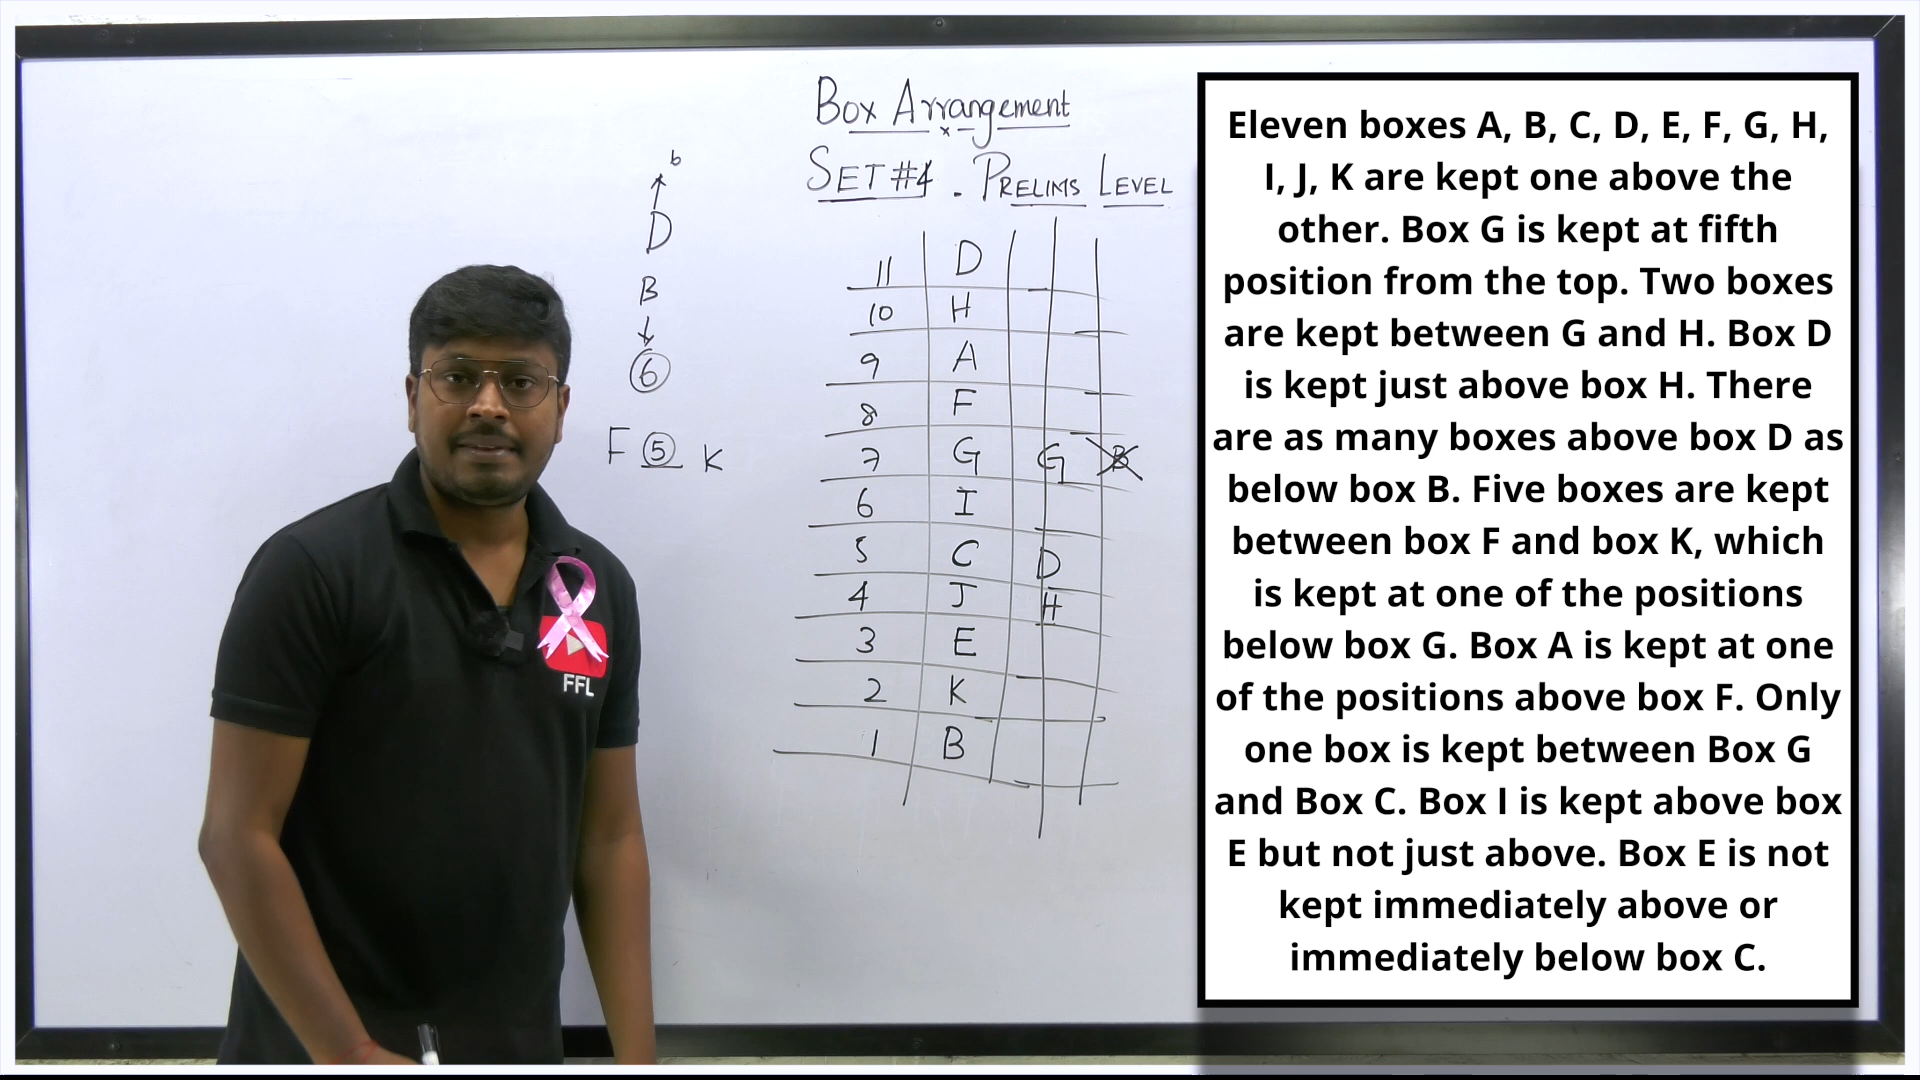 Box Arrangement
SET #4 - PRELIMS LEVEL
b
D
B
6
F 5 K
11 D
10 H
9 A
8 F
7 G G B
6 I
5 C D
4 J H
3 E
2 K
1 B
FFL
Eleven boxes A, B, C, D, E, F, G, H,
I, J, K are kept one above the
other. Box G is kept at fifth
position from the top. Two boxes
are kept between G and H. Box D
is kept just above box H. There
are as many boxes above box D as
below box B. Five boxes are kept
between box F and box K, which
is kept at one of the positions
below box G. Box A is kept at one
of the positions above box F. Only
one box is kept between Box G
and Box C. Box I is kept above box
E but not just above. Box E is not
kept immediately above or
immediately below box C.